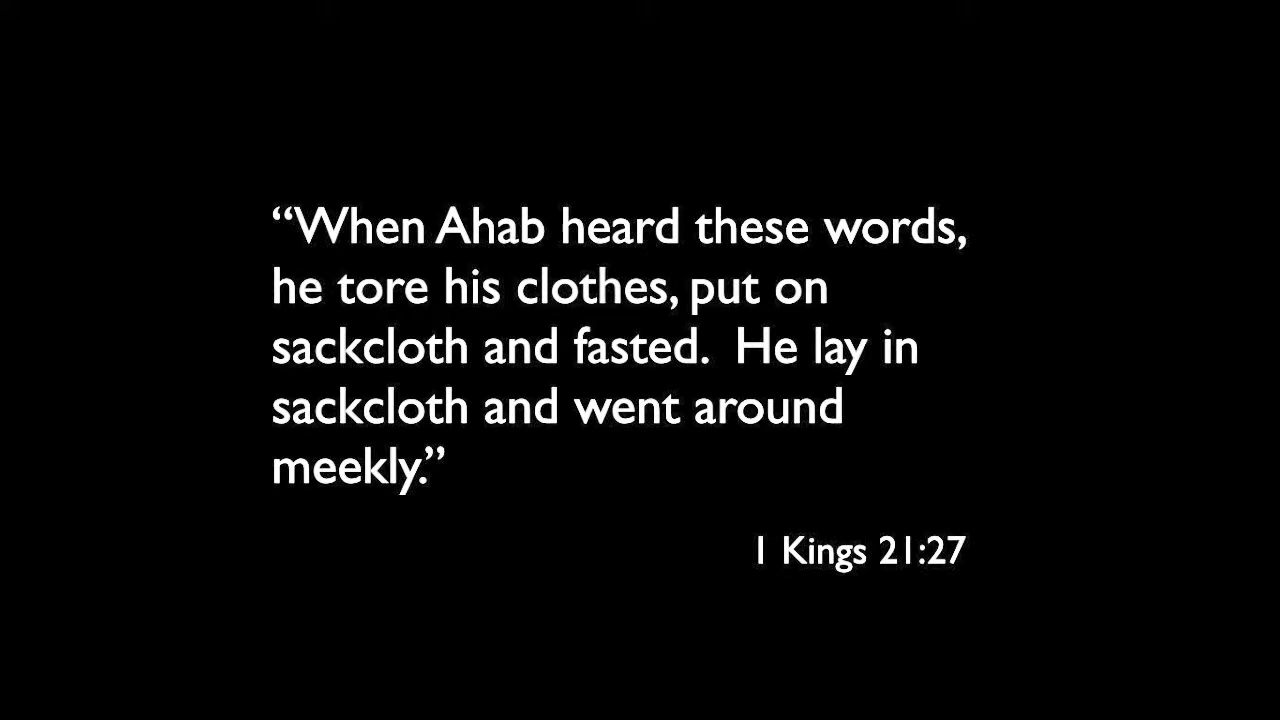 “When Ahab heard these words,
he tore his clothes, put on
sackcloth and fasted.  He lay in
sackcloth and went around
meekly.”
1 Kings 21:27